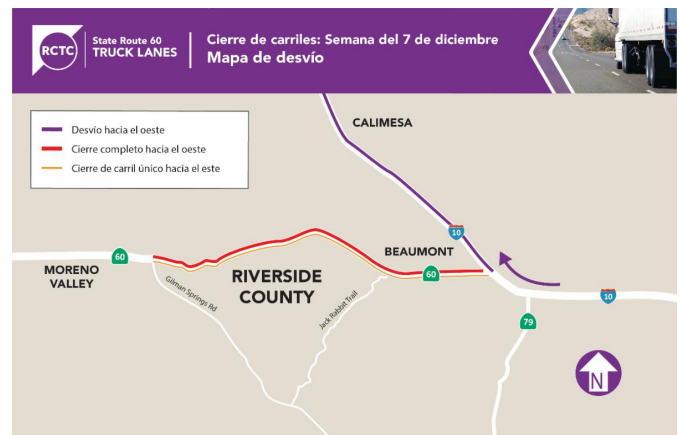 RCTC
State Route 60
TRUCK LANES
Cierre de carriles: Semana del 7 de diciembre
Mapa de desvío
Desvío hacia el oeste
Cierre completo hacia el oeste
Cierre de carril único hacia el este
CALIMESA
10
BEAUMONT
60
60
MORENO
VALLEY
RIVERSIDE
COUNTY
Gilman Springs Rd
Jack Rabbit Trail
10
79
N